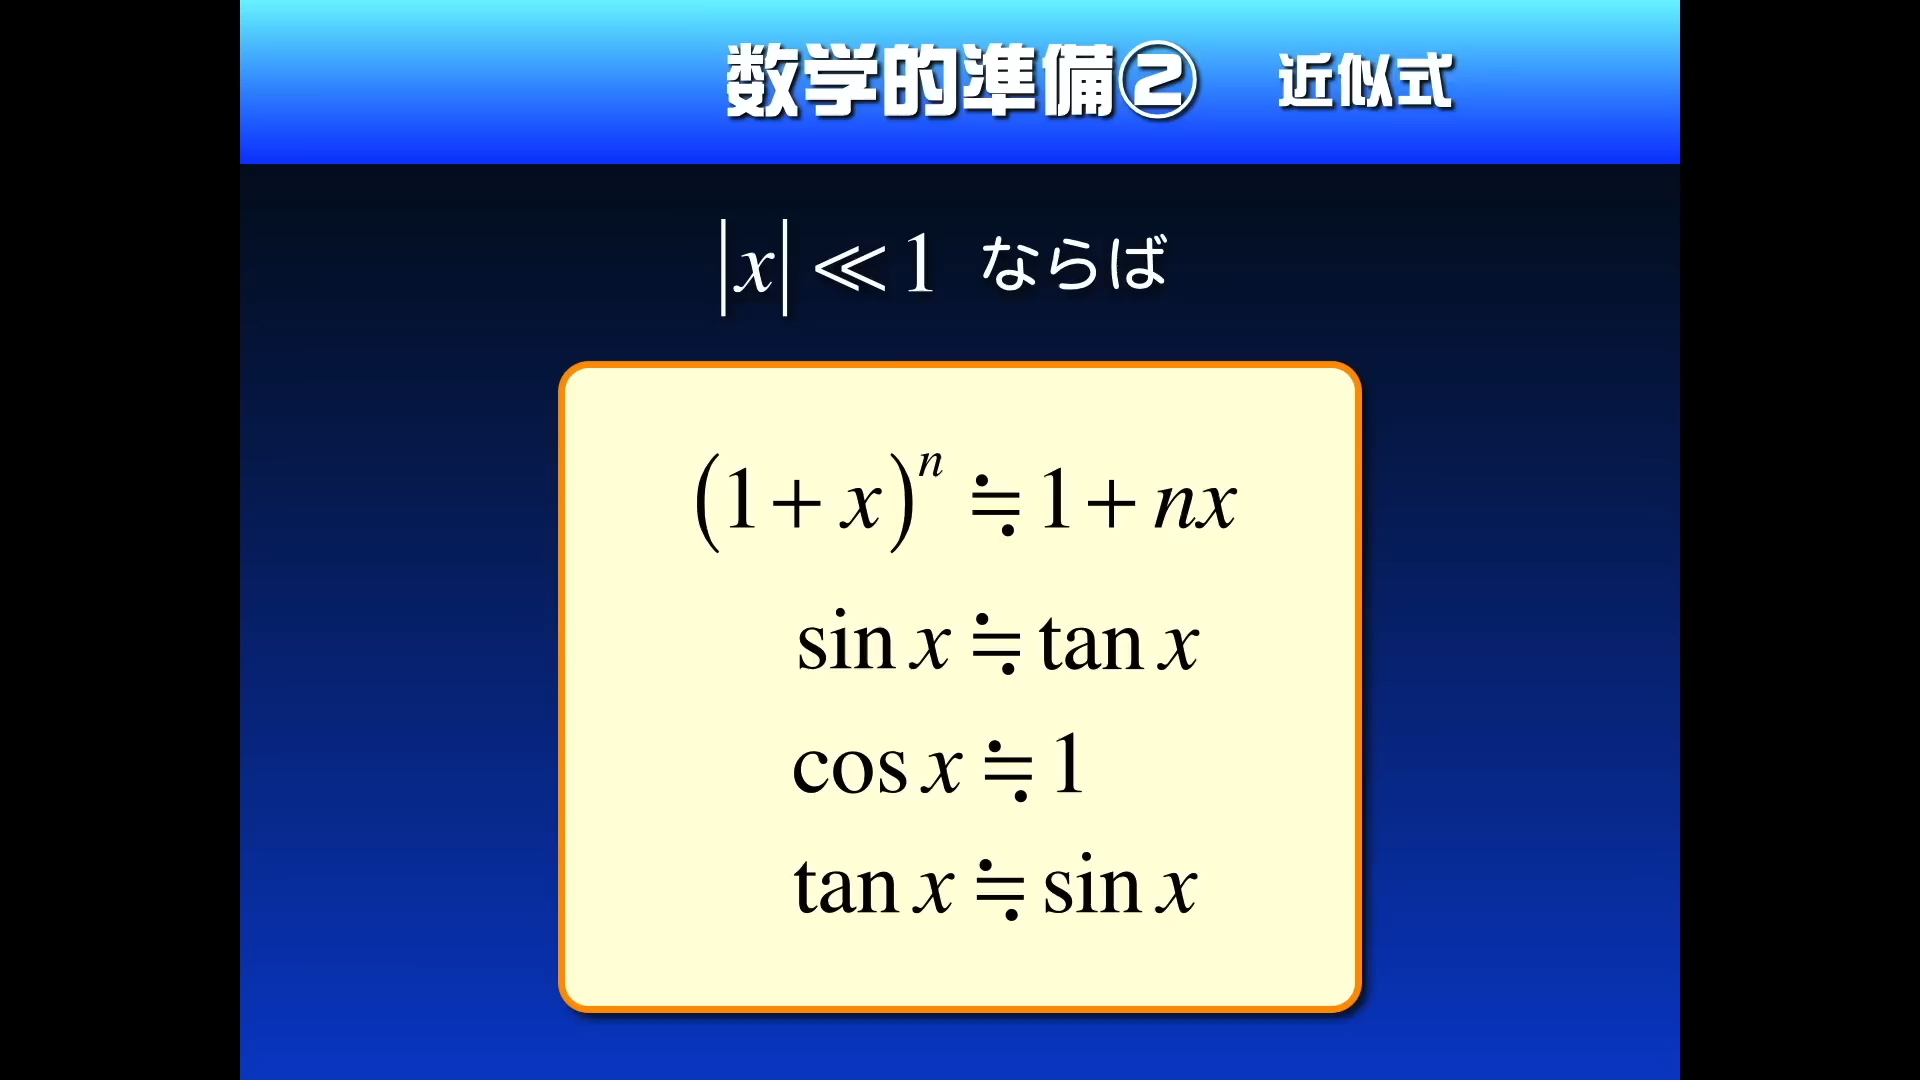 数学的準備② 近似式
|x| ≪ 1 ならば
(1 + x)ⁿ ≒ 1 + nx
sin x ≒ tan x
cos x ≒ 1
tan x ≒ sin x